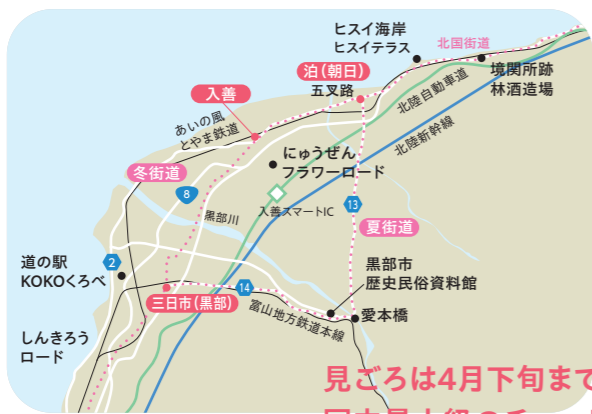 ヒスイ海岸
ヒスイテラス
北国街道
泊(朝日)
五叉路
境関所跡
林酒造場
入善
北陸自動車道
あいの風
とやま鉄道
北陸新幹線
にゅうぜん
フラワーロード
冬街道
8
入善スマートIC
13
黒部川
夏街道
道の駅
KOKOくろべ
2
黒部市
歴史民俗資料館
14
三日市(黒部)
富山地方鉄道本線
愛本橋
しんきろう
ロード
見ごろは4月下旬まで